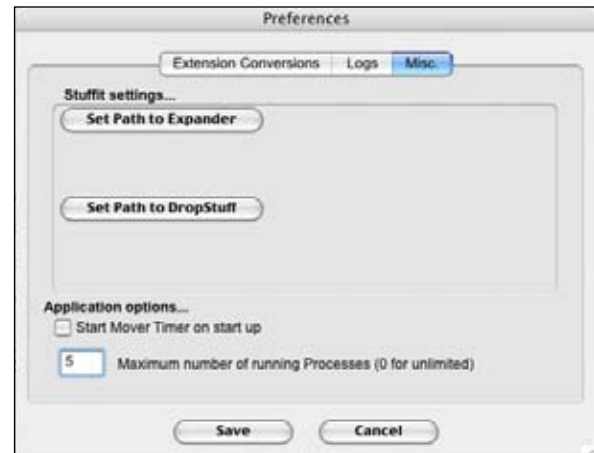 Preferences
Extension Conversions Logs Misc.
Stuffit settings...
Set Path to Expander
Set Path to DropStuff
Application options...
Start Mover Timer on start up
5 Maximum number of running Processes (0 for unlimited)
Save Cancel